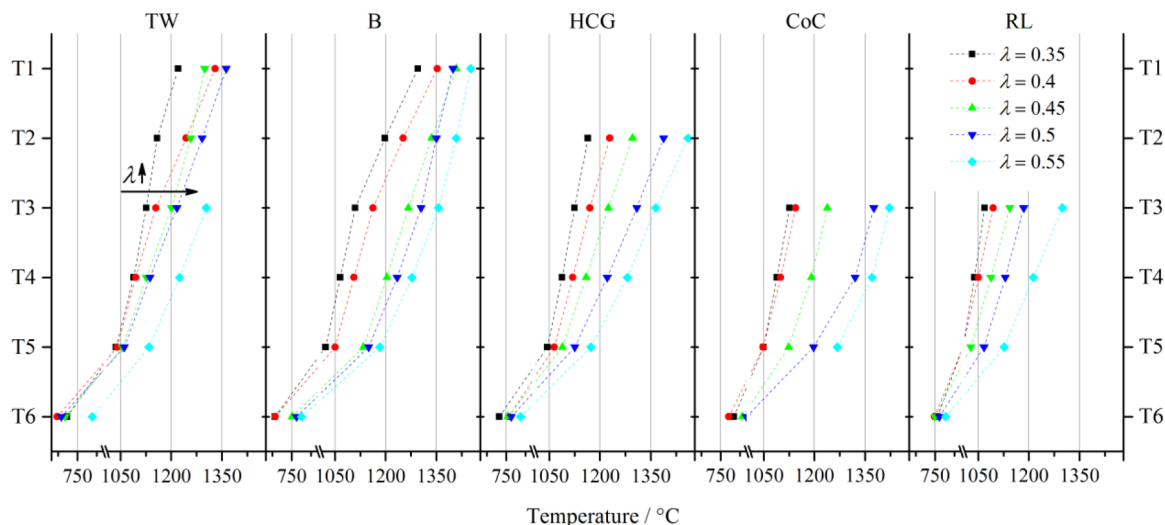 TW B HCG CoC RL
T1 T1
T2 T2
T3 T3
T4 T4
T5 T5
T6 T6
λ
λ = 0.35
λ = 0.4
λ = 0.45
λ = 0.5
λ = 0.55
750 1050 1200 1350 750 1050 1200 1350 750 1050 1200 1350 750 1050 1200 1350 750 1050 1200 1350
Temperature / °C